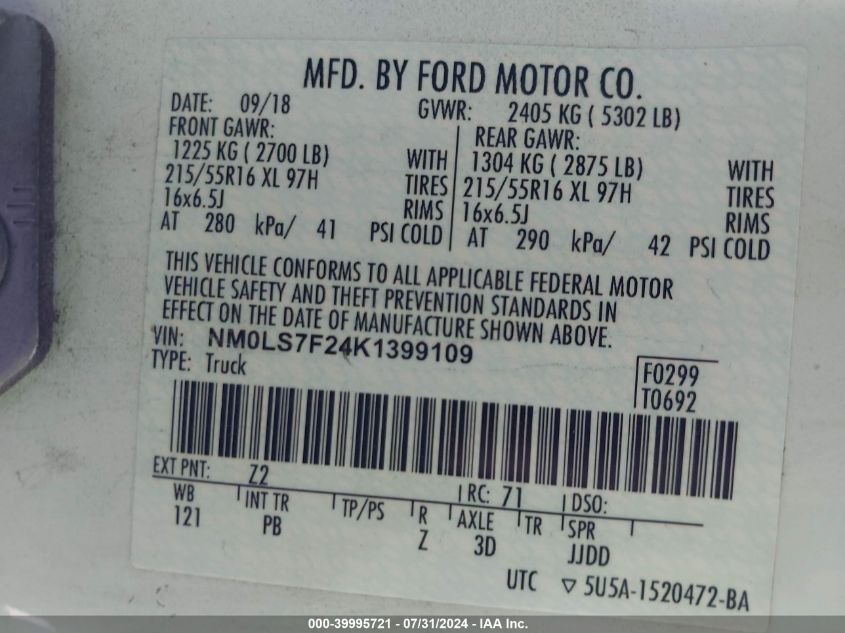 MFD. BY FORD MOTOR CO.
DATE: 09/18 GVWR: 2405 KG ( 5302 LB)
FRONT GAWR: REAR GAWR:
1225 KG ( 2700 LB) WITH 1304 KG ( 2875 LB) WITH
215/55R16 XL 97H TIRES 215/55R16 XL 97H TIRES
16x6.5J RIMS 16x6.5J RIMS
AT 280 kPa/ 41 PSI COLD AT 290 kPa/ 42 PSI COLD
THIS VEHICLE CONFORMS TO ALL APPLICABLE FEDERAL MOTOR
VEHICLE SAFETY AND THEFT PREVENTION STANDARDS IN
EFFECT ON THE DATE OF MANUFACTURE SHOWN ABOVE.
VIN: NM0LS7F24K1399109
TYPE: Truck F0299
T0692
EXT PNT: Z2 RC: 71 DSO:
WB INT TR TP/PS R AXLE TR SPR
121 PB Z 3D JJDD
UTC ▽ 5U5A-1520472-BA
000-39995721 - 07/31/2024 - © IAA Holdings, LLC.